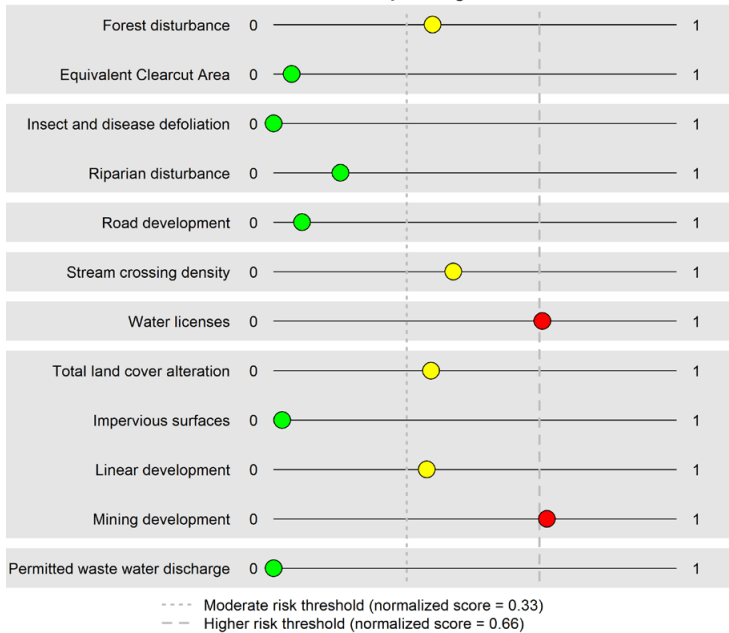 Forest disturbance 0 1
Equivalent Clearcut Area 0 1
Insect and disease defoliation 0 1
Riparian disturbance 0 1
Road development 0 1
Stream crossing density 0 1
Water licenses 0 1
Total land cover alteration 0 1
Impervious surfaces 0 1
Linear development 0 1
Mining development 0 1
Permitted waste water discharge 0 1
Moderate risk threshold (normalized score = 0.33)
Higher risk threshold (normalized score = 0.66)